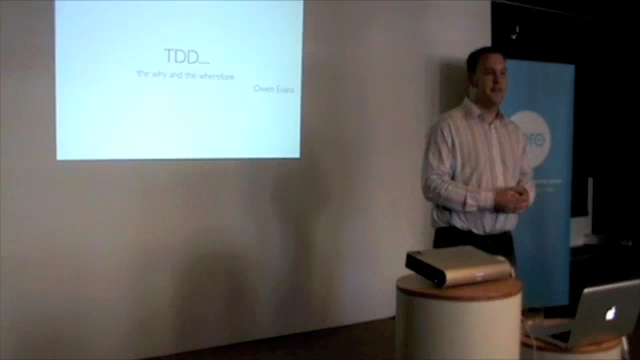 TDD...
the why and the wherefore
Owen Evans